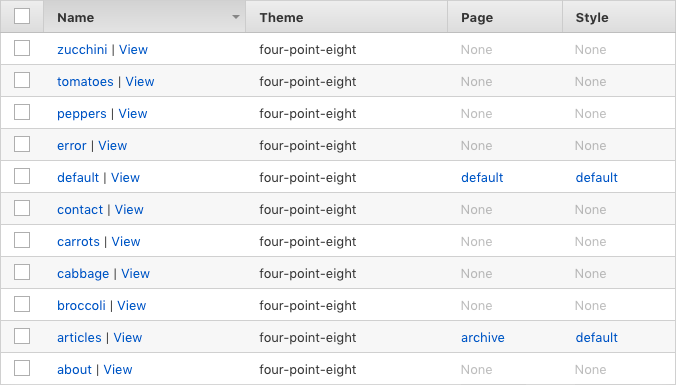 Name Theme Page Style
zucchini | View four-point-eight None None
tomatoes | View four-point-eight None None
peppers | View four-point-eight None None
error | View four-point-eight None None
default | View four-point-eight default default
contact | View four-point-eight None None
carrots | View four-point-eight None None
cabbage | View four-point-eight None None
broccoli | View four-point-eight None None
articles | View four-point-eight archive default
about | View four-point-eight None None